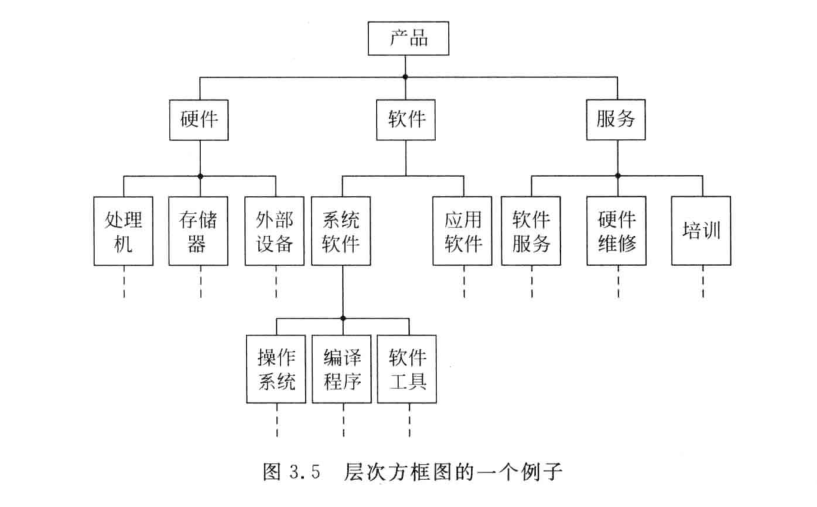 产品
硬件
软件
服务
处理
机
存储
器
外部
设备
系统
软件
应用
软件
软件
服务
硬件
维修
培训
操作
系统
编译
程序
软件
工具
图 3.5 层次方框图的一个例子